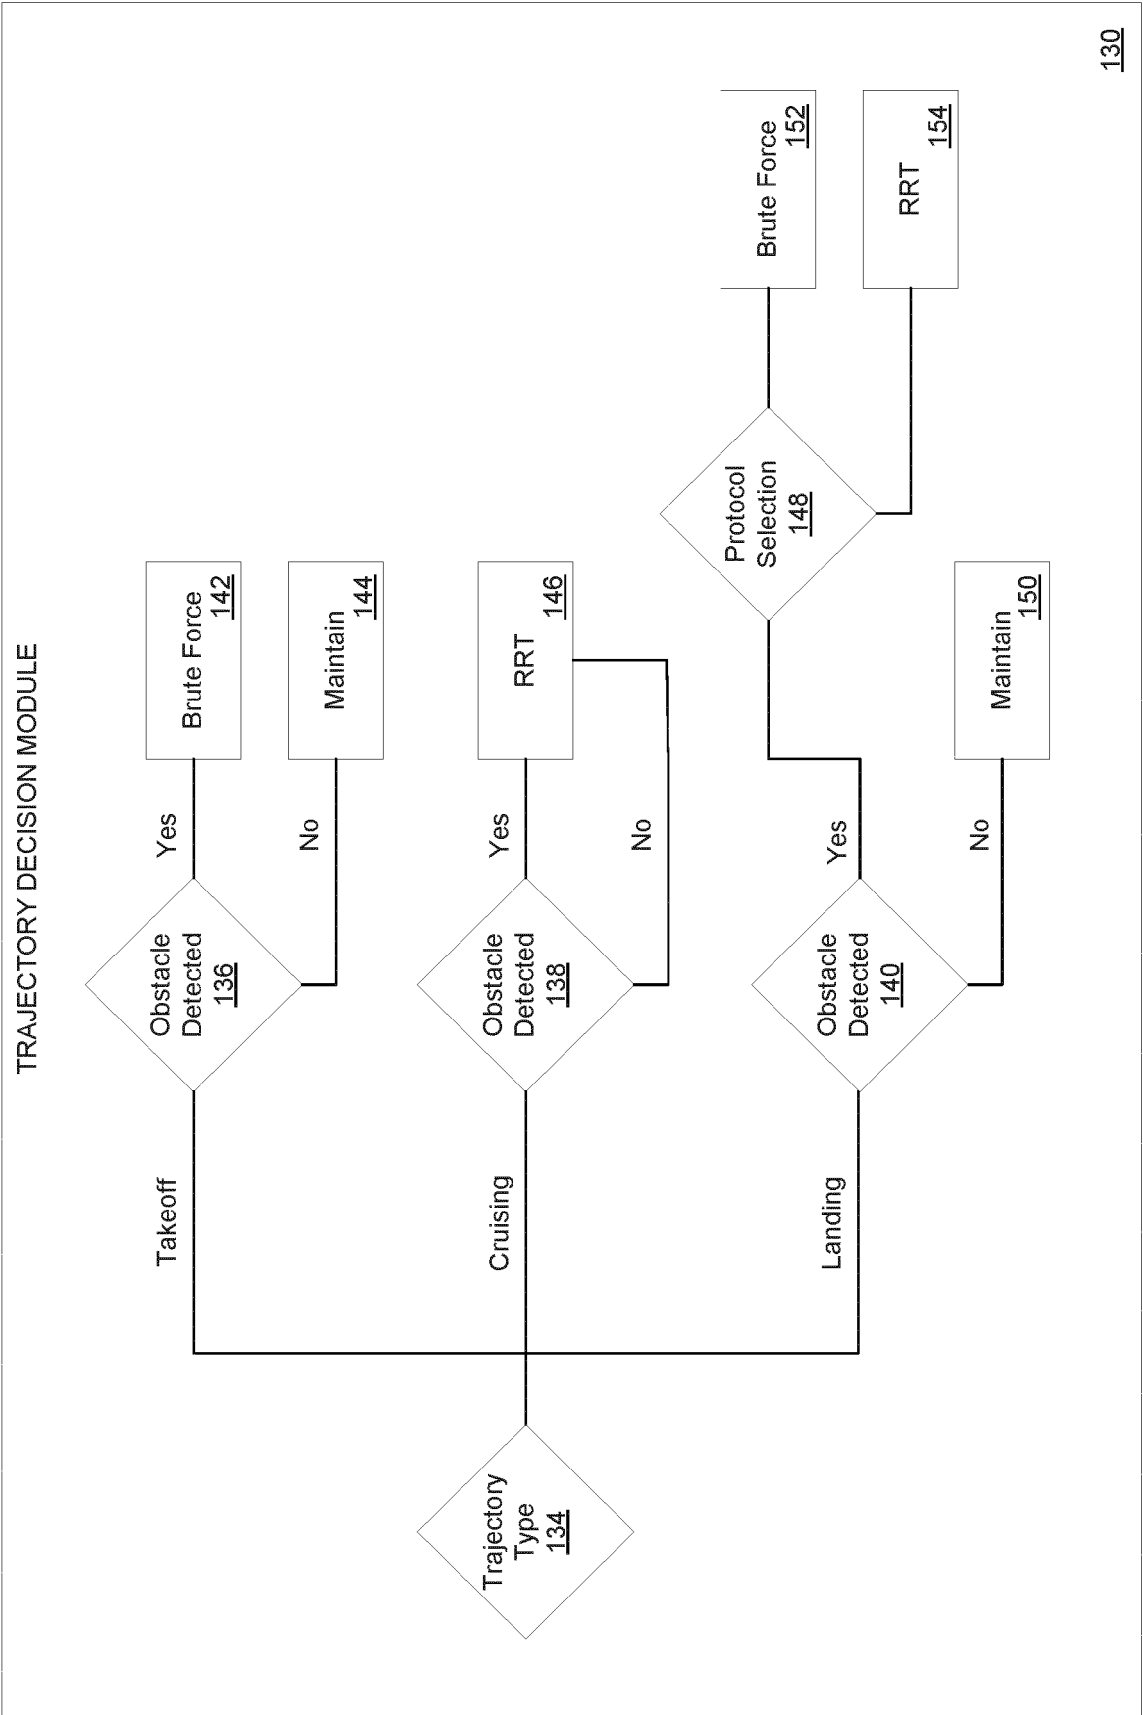 TRAJECTORY DECISION MODULE
Trajectory
Type
134
Takeoff
Obstacle
Detected
136
Yes
Brute Force
142
No
Maintain
144
Cruising
Obstacle
Detected
138
Yes
RRT
146
No
Landing
Obstacle
Detected
140
Yes
Protocol
Selection
148
Brute Force
152
RRT
154
No
Maintain
150
130